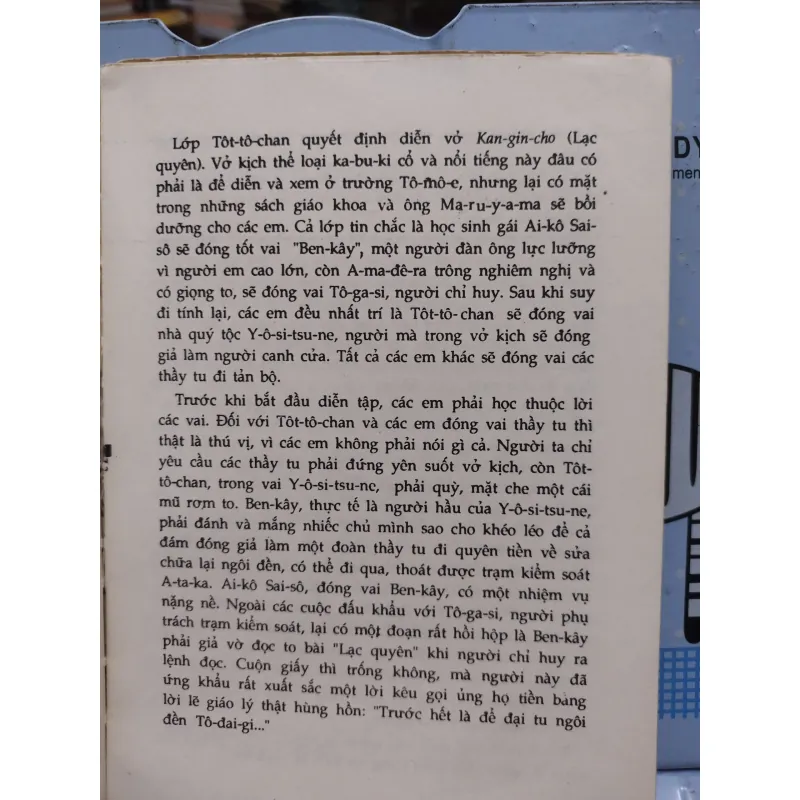 Lớp Tôt-tô-chan quyết định diễn vở Kan-gin-cho (Lạc
quyên). Vở kịch thể loại ka-bu-ki cổ và nổi tiếng này đâu có
phải là để diễn và xem ở trường Tô-mô-e, nhưng lại có mặt
trong những sách giáo khoa và ông Ma-ru-y-a-ma sẽ bồi
dưỡng cho các em. Cả lớp tin chắc là học sinh gái Ai-kô Sai-
sô sẽ đóng tốt vai "Ben-kây", một người đàn ông lực lưỡng
vì người em cao lớn, còn A-ma-đê-ra trông nghiêm nghị và
có giọng to, sẽ đóng vai Tô-ga-si, người chỉ huy. Sau khi suy
đi tính lại, các em đều nhất trí là Tôt-tô-chan sẽ đóng vai
nhà quý tộc Y-ô-si-tsu-ne, người mà trong vở kịch sẽ đóng
giả làm người canh cửa. Tất cả các em khác sẽ đóng vai các
thầy tu đi tản bộ.
Trước khi bắt đầu diễn tập, các em phải học thuộc lời
các vai. Đối với Tôt-tô-chan và các em đóng vai thầy tu thì
thật là thú vị, vì các em không phải nói gì cả. Người ta chỉ
yêu cầu các thầy tu phải đứng yên suốt vở kịch, còn Tôt-
tô-chan, trong vai Y-ô-si-tsu-ne, phải quỳ, mặt che một cái
mũ rơm to. Ben-kây, thực tế là người hầu của Y-ô-si-tsu-ne,
phải đánh và mắng nhiếc chủ mình sao cho khéo léo để cả
đám đóng giả làm một đoàn thầy tu đi quyên tiền về sửa
chữa lại ngôi đền, có thể đi qua, thoát được trạm kiểm soát
A-ta-ka. Ai-kô Sai-sô, đóng vai Ben-kây, có một nhiệm vụ
nặng nề. Ngoài các cuộc đấu khẩu với Tô-ga-si, người phụ
trách trạm kiểm soát, lại có một đoạn rất hồi hộp là Ben-kây
phải giả vờ đọc to bài "Lạc quyên" khi người chỉ huy ra
lệnh đọc. Cuộn giấy thì trống không, mà người này đã
ứng khẩu rất xuất sắc một lời kêu gọi ủng hộ tiền bằng
lời lẽ giáo lý thật hùng hồn: "Trước hết là để đại tu ngôi
đền Tô-đai-gi..."
DY
men